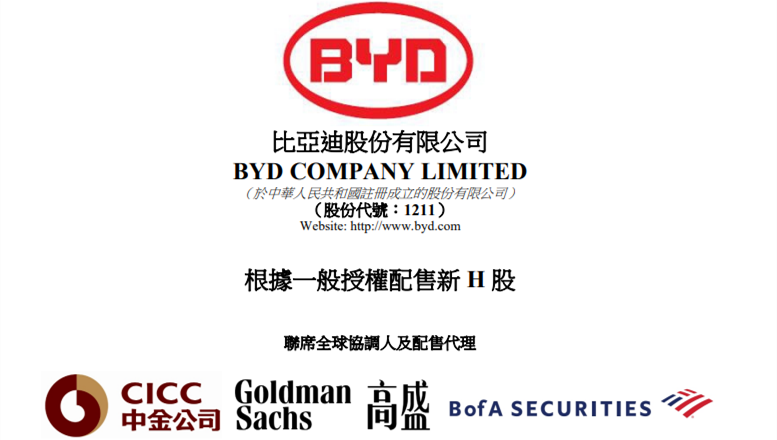 BYD
比亞迪股份有限公司
BYD COMPANY LIMITED
（於中華人民共和國註冊成立的股份有限公司）
（股份代號：1211）
Website: http://www.byd.com
根據一般授權配售新 H 股
聯席全球協調人及配售代理
CICC
中金公司
Goldman
Sachs
高盛
BofA SECURITIES